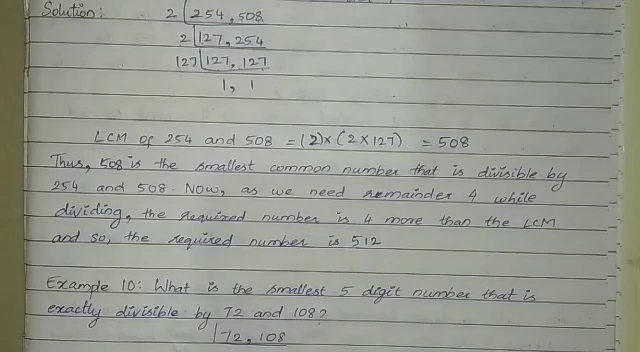 Solution:
2 | 254, 508
2 | 127, 254
127 | 127, 127
1, 1
LCM of 254 and 508 = (2) x (2 x 127) = 508
Thus, 508 is the smallest common number that is divisible by
254 and 508. Now, as we need remainder 4 while
dividing, the required number is 4 more than the LCM
and so, the required number is 512
Example 10: What is the smallest 5 digit number that is
exactly divisible by 72 and 108?
| 72, 108